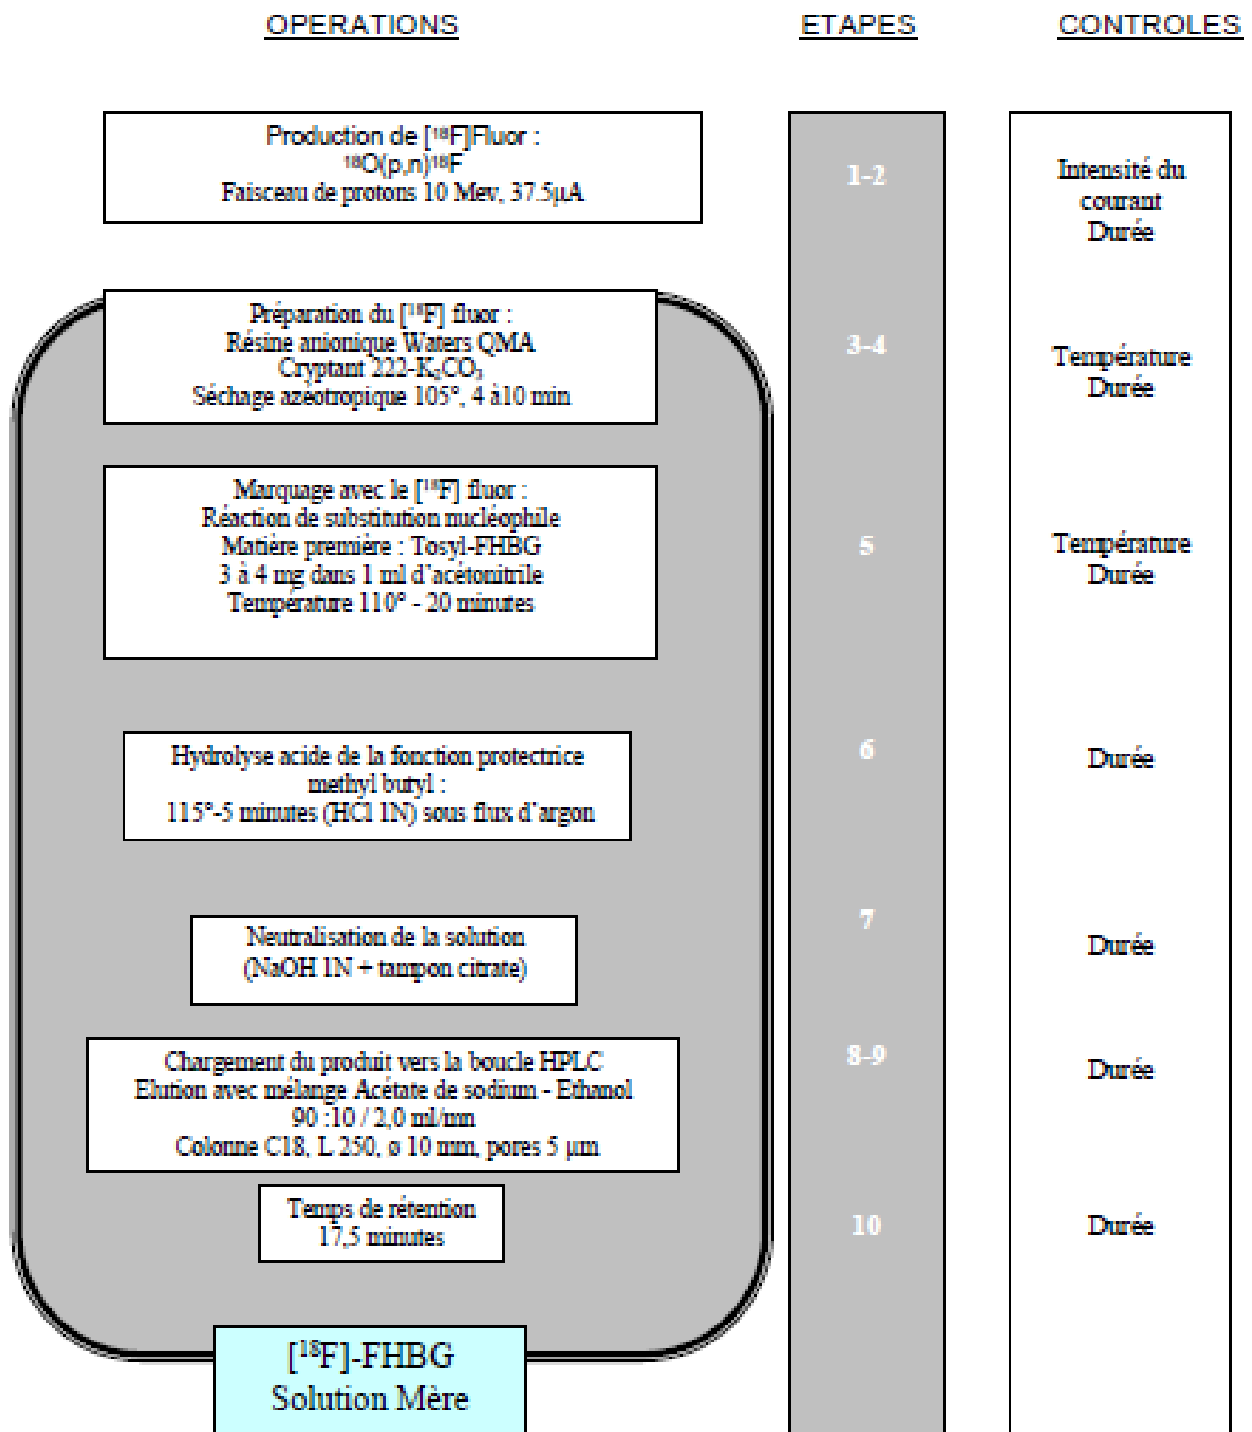 OPERATIONS
ETAPES
CONTROLES
Production de [¹⁸F]Fluor :
¹⁸O(p,n)¹⁸F
Faisceau de protons 10 Mev, 37.5µA
1-2
Intensité du
courant
Durée
Préparation du [¹⁸F] fluor :
Résine anionique Waters QMA
Cryptant 222-K₂CO₃
Séchage azéotropique 105°, 4 à10 min
3-4
Température
Durée
Marquage avec le [¹⁸F] fluor :
Réaction de substitution nucléophile
Matière première : Tosyl-FHBG
3 à 4 mg dans 1 ml d'acétonitrile
Température 110° - 20 minutes
5
Température
Durée
Hydrolyse acide de la fonction protectrice
methyl butyl :
115°-5 minutes (HCl 1N) sous flux d'argon
6
Durée
Neutralisation de la solution
(NaOH 1N + tampon citrate)
7
Durée
Chargement du produit vers la boucle HPLC
Elution avec mélange Acétate de sodium - Ethanol
90 :10 / 2,0 ml/mn
Colonne C18, L 250, ø 10 mm, pores 5 µm
8-9
Durée
Temps de rétention
17,5 minutes
10
Durée
[¹⁸F]-FHBG
Solution Mère